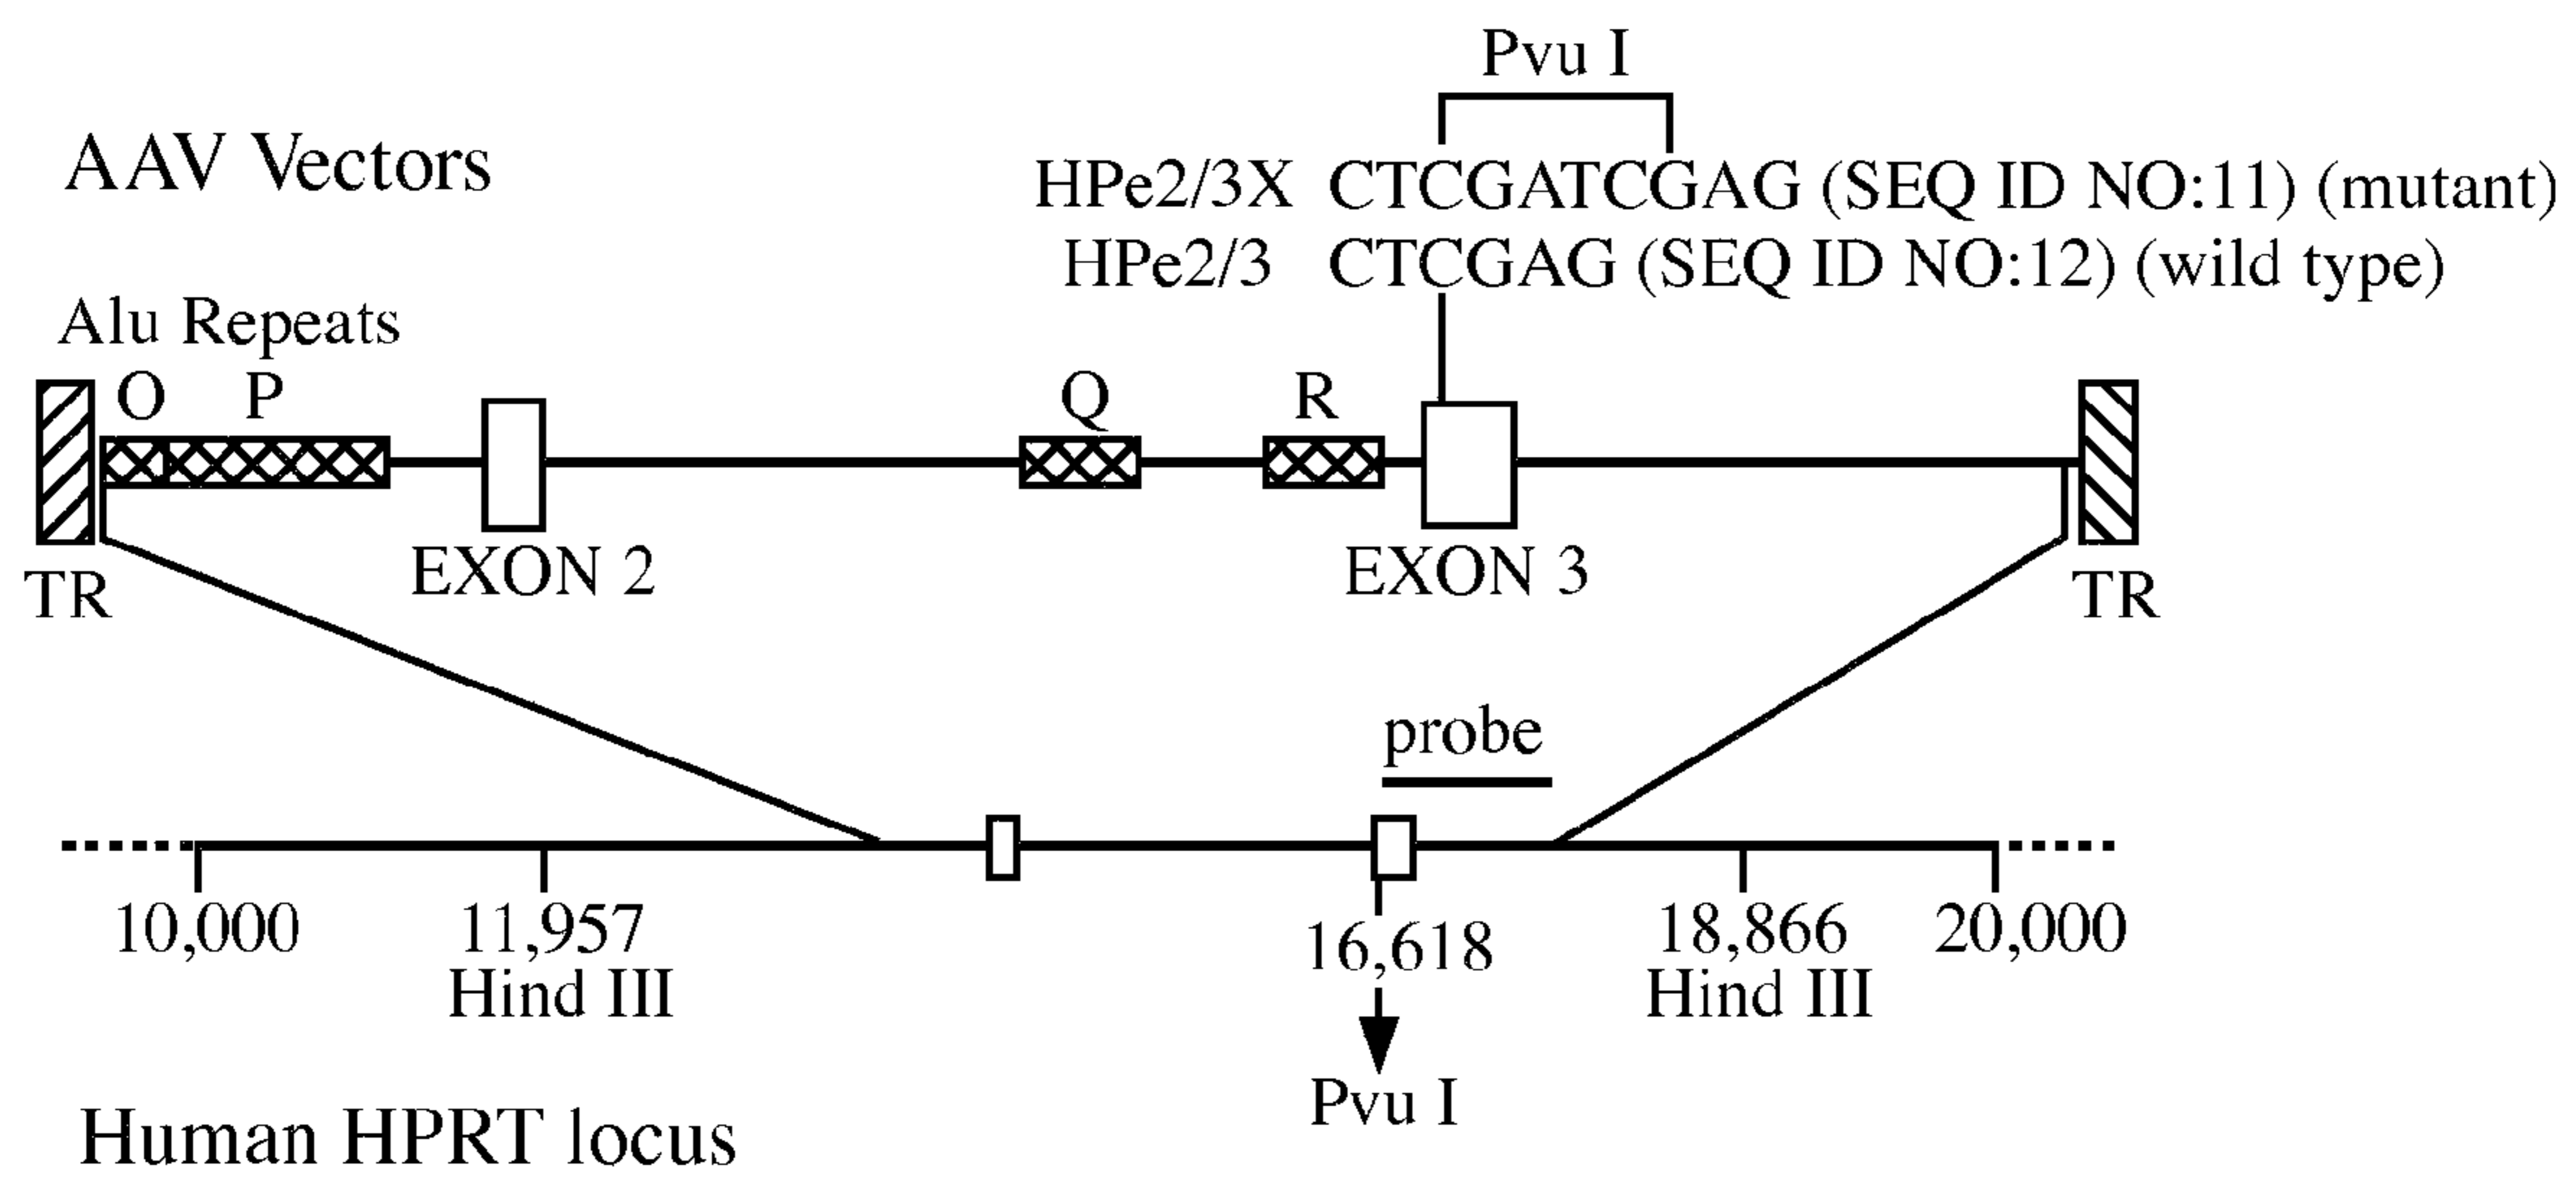 Pvu I
AAV Vectors
HPe2/3X CTCGATCGAG (SEQ ID NO:11) (mutant)
HPe2/3 CTCGAG (SEQ ID NO:12) (wild type)
Alu Repeats
O P Q R
EXON 2 EXON 3
TR TR
probe
10,000 11,957 16,618 18,866 20,000
Hind III Hind III
Pvu I
Human HPRT locus